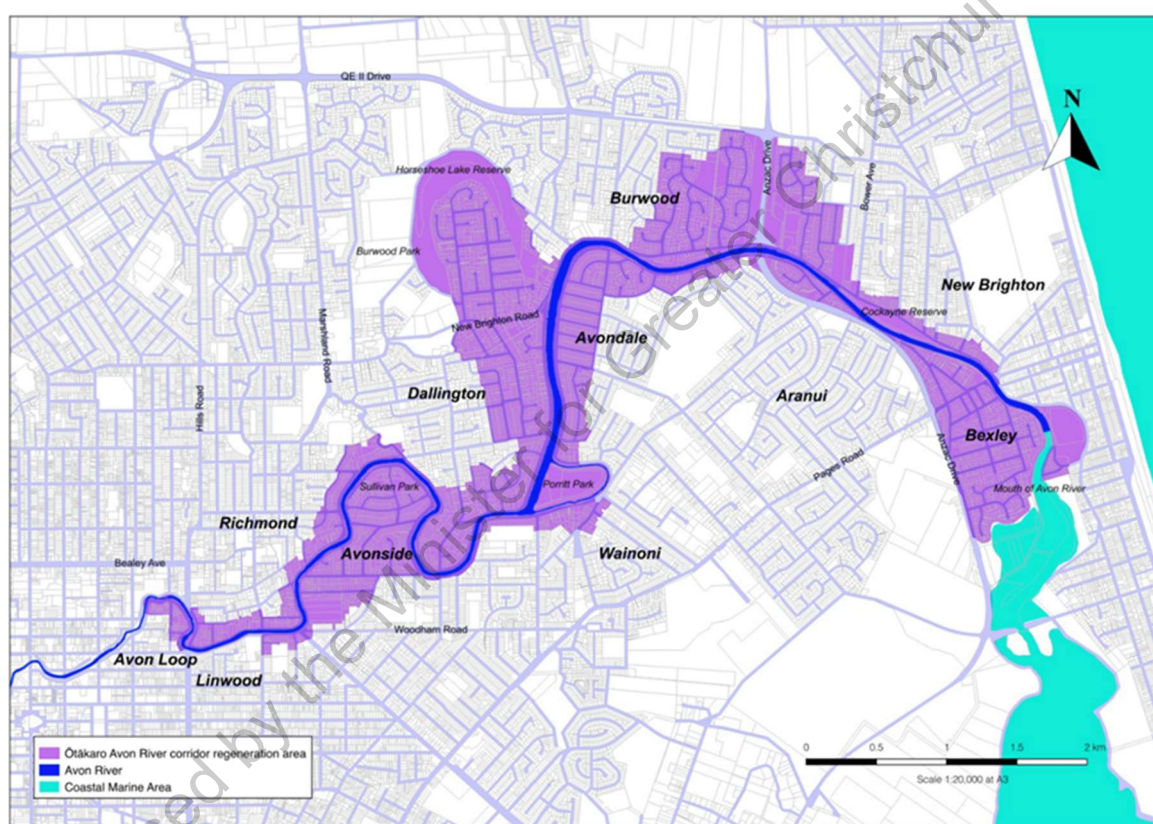 QE II Drive
N
Horseshoe Lake Reserve
Burwood
Anzac Drive
Bower Ave
Burwood Park
New Brighton
Cockayne Reserve
New Brighton Road
Avondale
Marshland Road
Dallington
Aranui
Hills Road
Bexley
Anzac Drive
Pages Road
Sullivan Park
Porritt Park
Mouth of Avon River
Richmond
Avonside
Wainoni
Bealey Ave
Woodham Road
Avon Loop
Linwood
Ōtākaro Avon River corridor regeneration area
Avon River
Coastal Marine Area
0 0.5 1 1.5 2 km
Scale 1:20,000 at A3
by the Minister for Greater